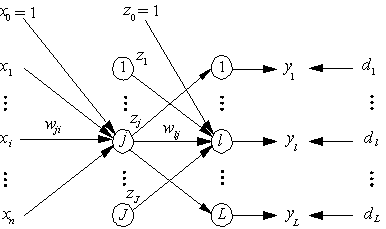 x0 = 1 z0 = 1
x1 1 z1 1 y1 d1
zj
xi wji J wlj l yl dl
zJ
xn J L yL dL